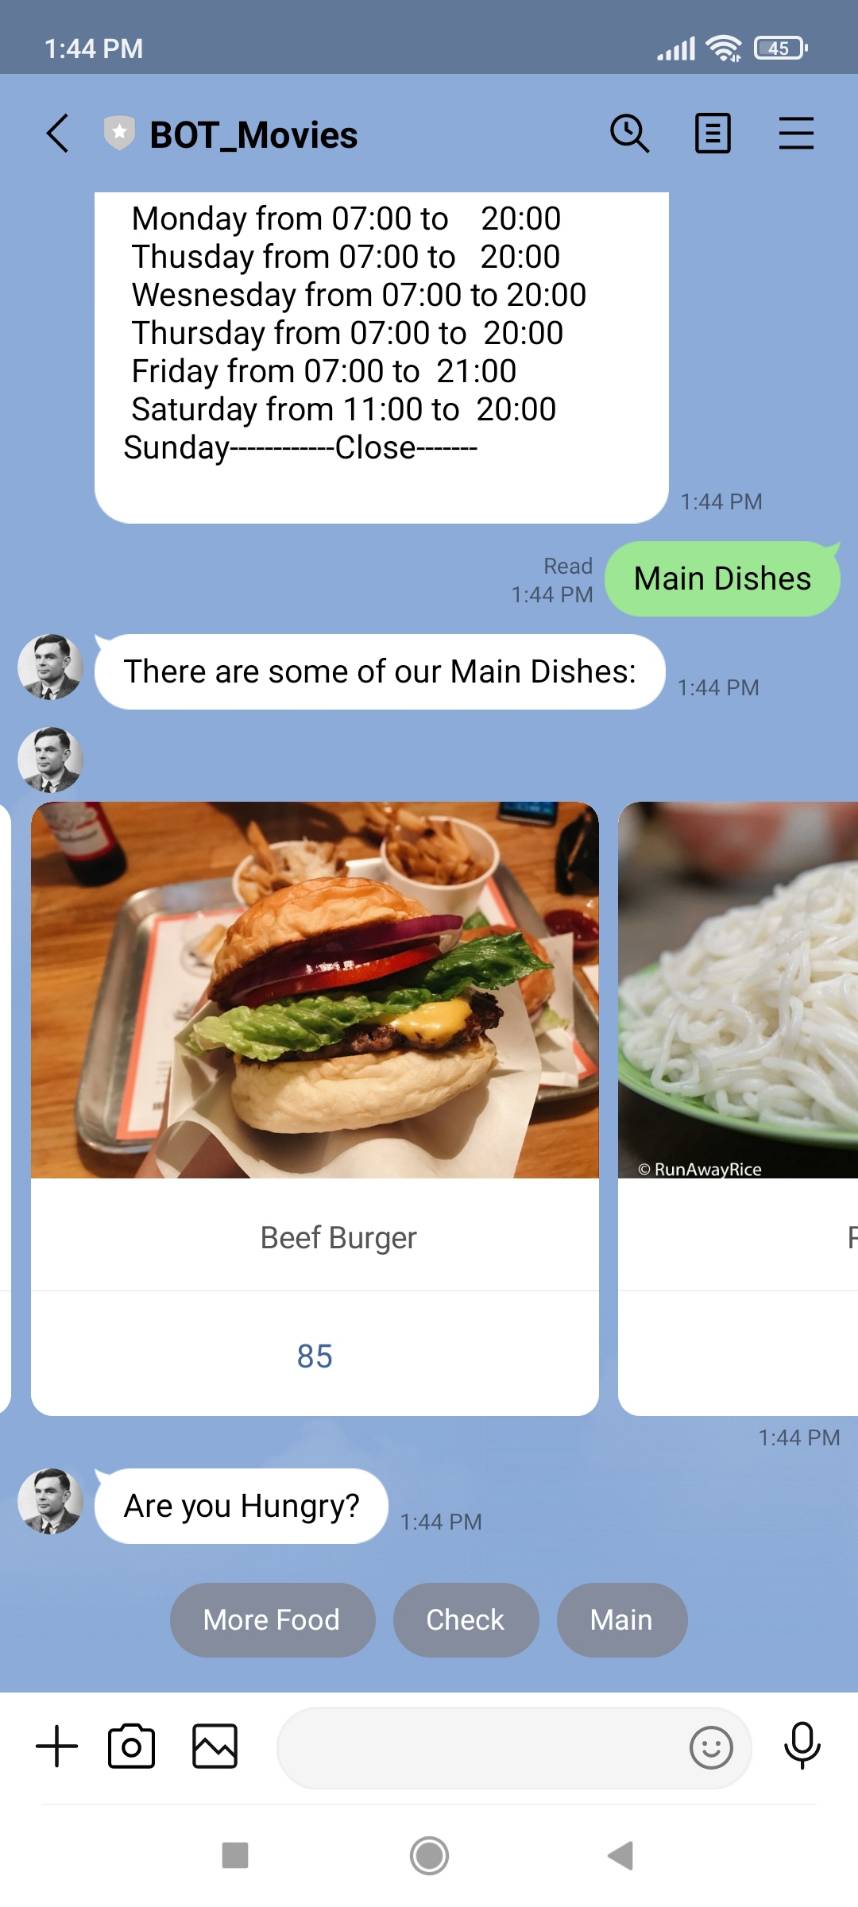 1:44 PM
45
BOT_Movies
Monday from 07:00 to    20:00
Thusday from 07:00 to   20:00
Wesnesday from 07:00 to 20:00
Thursday from 07:00 to  20:00
Friday from 07:00 to  21:00
Saturday from 11:00 to  20:00
Sunday------------Close-------
1:44 PM
Read
1:44 PM
Main Dishes
There are some of our Main Dishes:
1:44 PM
© RunAwayRice
Beef Burger
85
1:44 PM
Are you Hungry?
1:44 PM
More Food
Check
Main